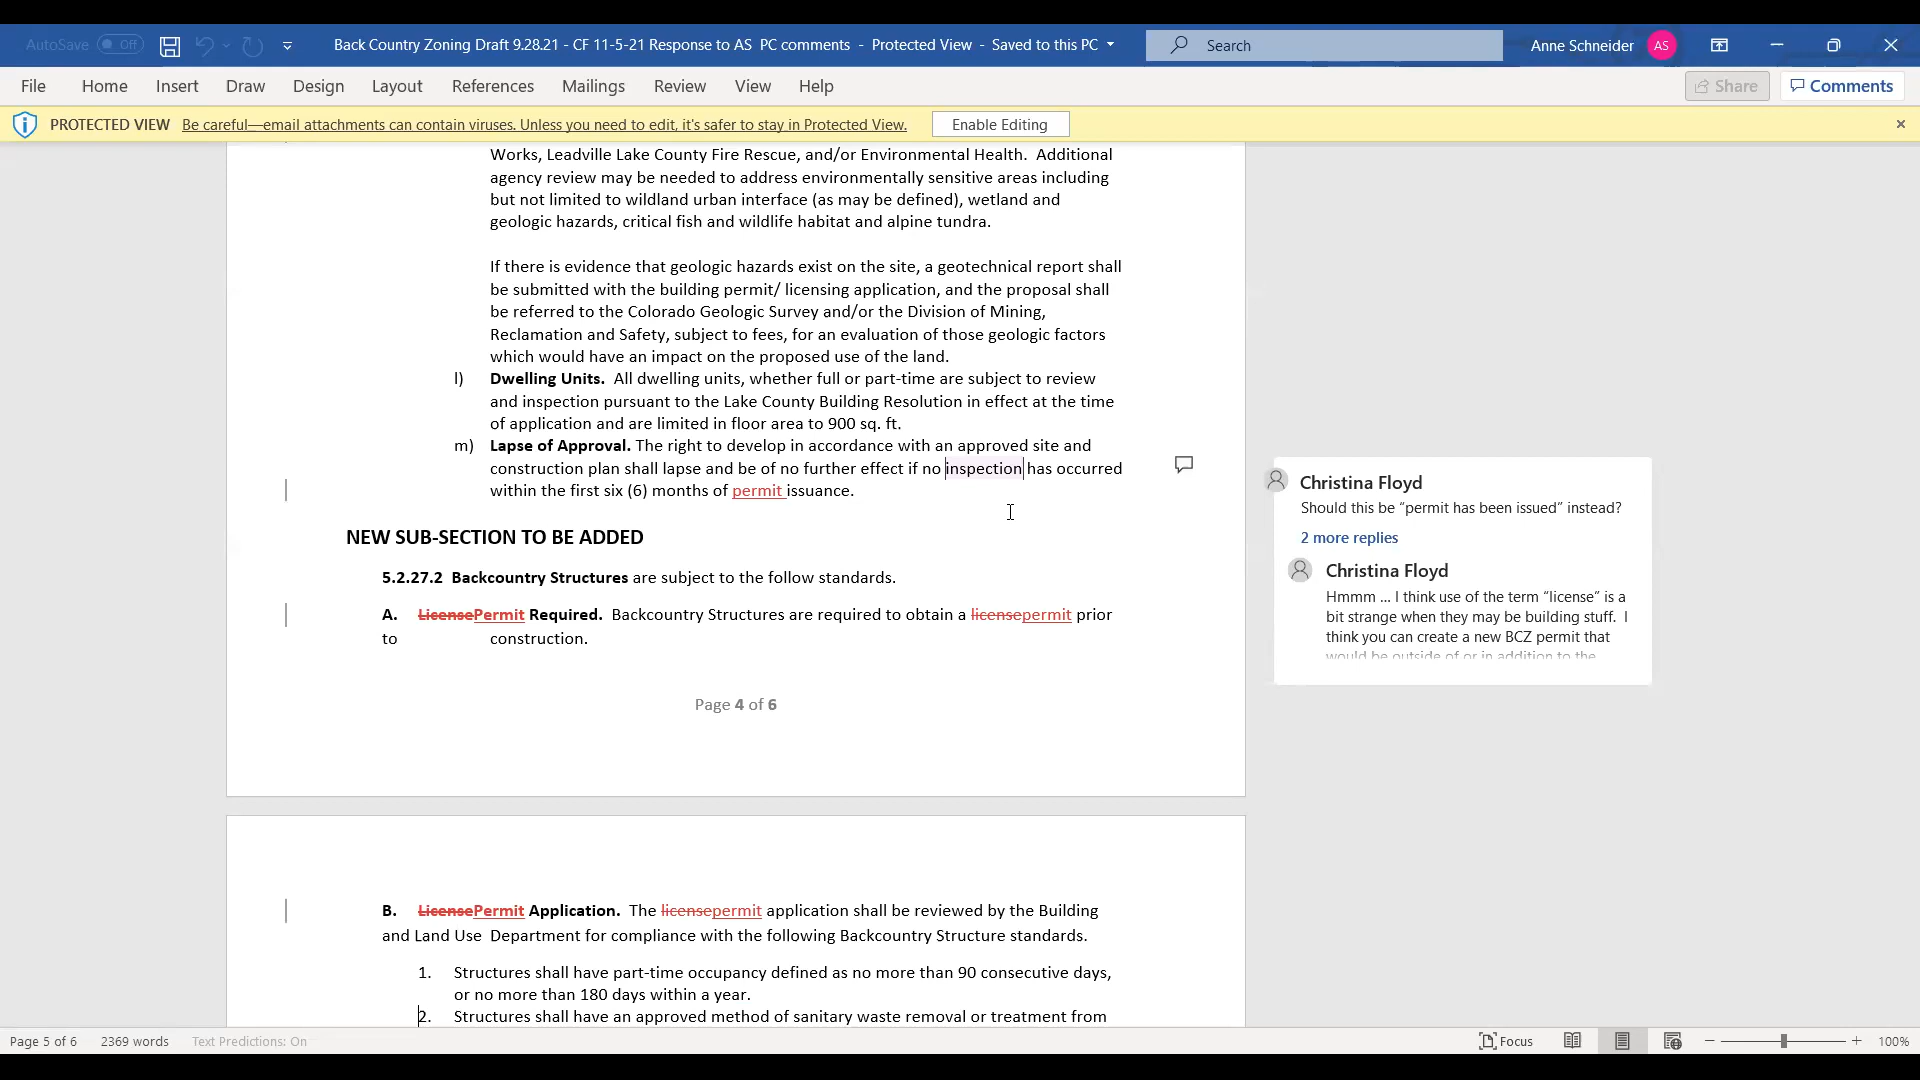 AutoSave Off Back Country Zoning Draft 9.28.21 - CF 11-5-21 Response to AS PC comments - Protected View - Saved to this PC Search Anne Schneider AS
File Home Insert Draw Design Layout References Mailings Review View Help Share Comments
PROTECTED VIEW Be careful—email attachments can contain viruses. Unless you need to edit, it's safer to stay in Protected View. Enable Editing
Works, Leadville Lake County Fire Rescue, and/or Environmental Health. Additional
agency review may be needed to address environmentally sensitive areas including
but not limited to wildland urban interface (as may be defined), wetland and
geologic hazards, critical fish and wildlife habitat and alpine tundra.
If there is evidence that geologic hazards exist on the site, a geotechnical report shall
be submitted with the building permit/ licensing application, and the proposal shall
be referred to the Colorado Geologic Survey and/or the Division of Mining,
Reclamation and Safety, subject to fees, for an evaluation of those geologic factors
which would have an impact on the proposed use of the land.
l) Dwelling Units. All dwelling units, whether full or part-time are subject to review
and inspection pursuant to the Lake County Building Resolution in effect at the time
of application and are limited in floor area to 900 sq. ft.
m) Lapse of Approval. The right to develop in accordance with an approved site and
construction plan shall lapse and be of no further effect if no inspection has occurred
within the first six (6) months of permit issuance.
NEW SUB-SECTION TO BE ADDED
5.2.27.2 Backcountry Structures are subject to the follow standards.
A. LicensePermit Required. Backcountry Structures are required to obtain a licensepermit prior
to construction.
Page 4 of 6
B. LicensePermit Application. The licensepermit application shall be reviewed by the Building
and Land Use Department for compliance with the following Backcountry Structure standards.
1. Structures shall have part-time occupancy defined as no more than 90 consecutive days,
or no more than 180 days within a year.
2. Structures shall have an approved method of sanitary waste removal or treatment from
Christina Floyd
Should this be “permit has been issued” instead?
2 more replies
Christina Floyd
Hmmm … I think use of the term “license” is a
bit strange when they may be building stuff. I
think you can create a new BCZ permit that
would be outside of or in addition to the
Page 5 of 6 2369 words Text Predictions: On Focus 100%